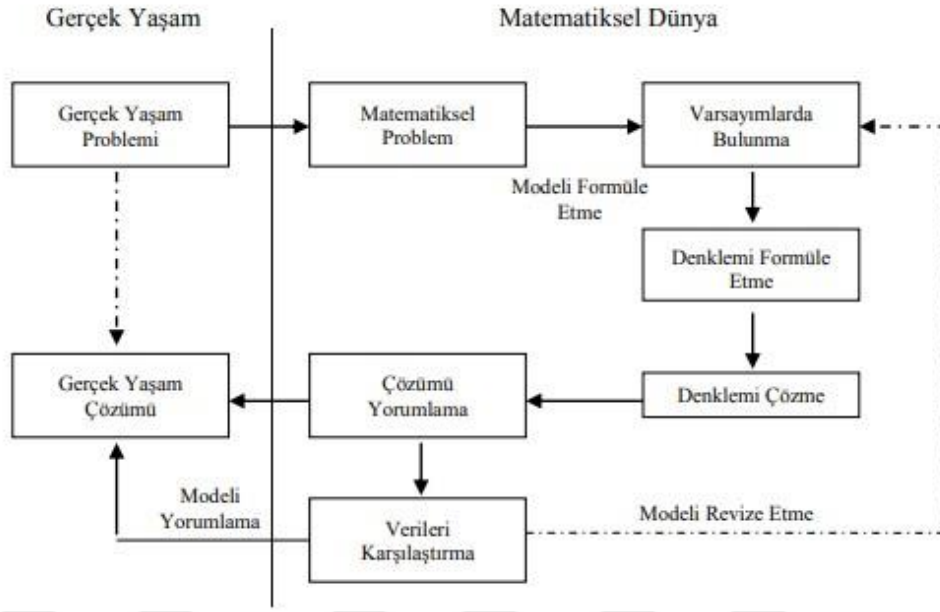 Gerçek Yaşam
Matematiksel Dünya
Gerçek Yaşam
Problemi
Matematiksel
Problem
Varsayımlarda
Bulunma
Modeli Formüle
Etme
Denklemi Formüle
Etme
Gerçek Yaşam
Çözümü
Çözümü
Yorumlama
Denklemi Çözme
Modeli
Yorumlama
Verileri
Karşılaştırma
Modeli Revize Etme